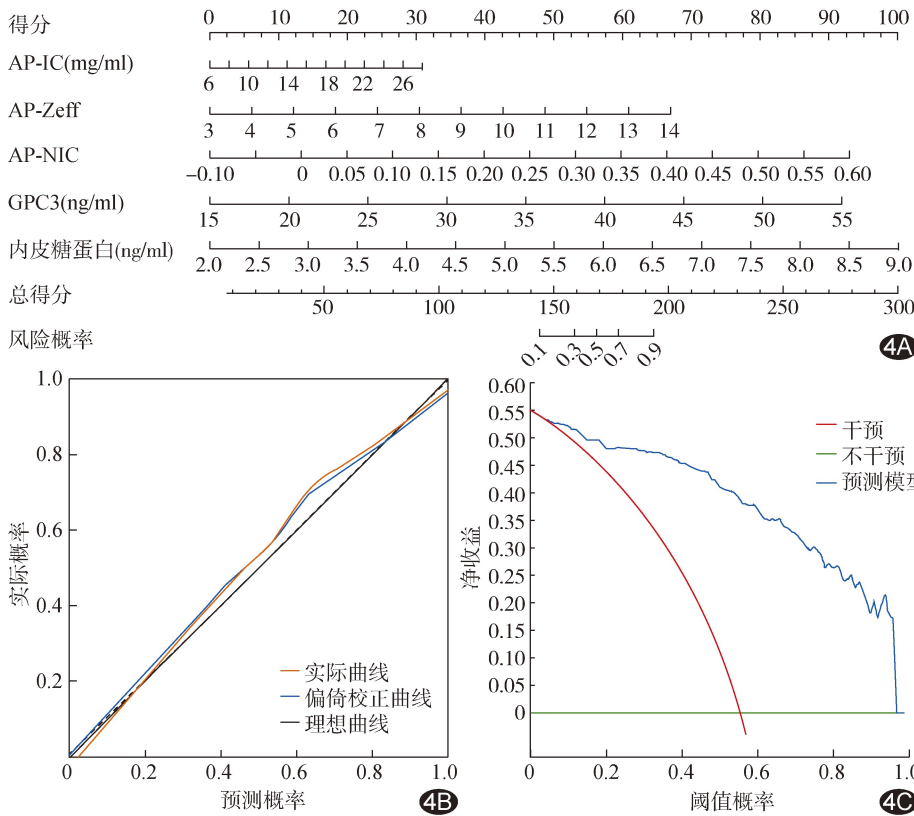 得分 0 10 20 30 40 50 60 70 80 90 100
AP-IC(mg/ml) 6 10 14 18 22 26
AP-Zeff 3 4 5 6 7 8 9 10 11 12 13 14
AP-NIC −0.10 0 0.05 0.10 0.15 0.20 0.25 0.30 0.35 0.40 0.45 0.50 0.55 0.60
GPC3(ng/ml) 15 20 25 30 35 40 45 50 55
内皮糖蛋白(ng/ml) 2.0 2.5 3.0 3.5 4.0 4.5 5.0 5.5 6.0 6.5 7.0 7.5 8.0 8.5 9.0
总得分 50 100 150 200 250 300
风险概率 0.1 0.3 0.5 0.7 0.9
4A
1.0
0.8
0.6
0.4
0.2
0 0.2 0.4 0.6 0.8 1.0
实际概率
预测概率
实际曲线
偏倚校正曲线
理想曲线
4B
0.60
0.55
0.50
0.45
0.40
0.35
0.30
0.25
0.20
0.15
0.10
0.05
0
0 0.2 0.4 0.6 0.8 1.0
净收益
阈值概率
干预
不干预
预测模型
4C